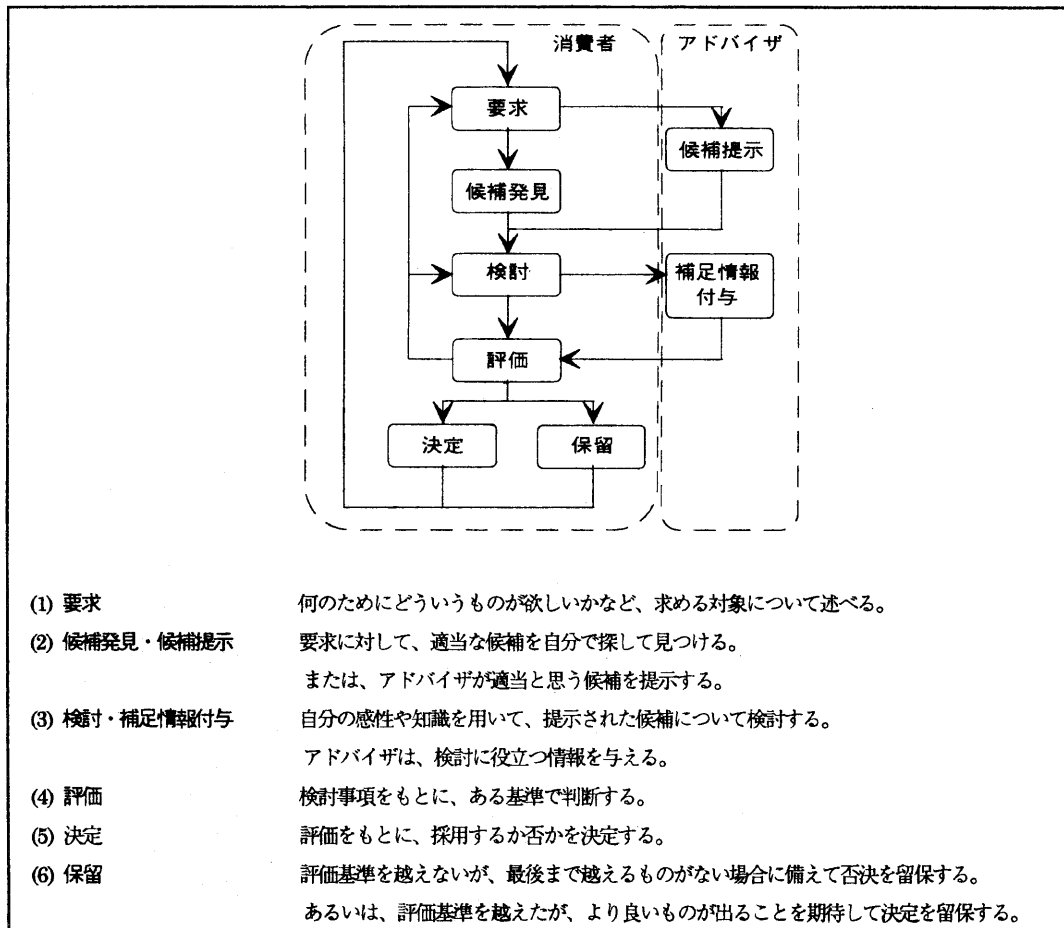 消費者
アドバイザ
要求
候補提示
候補発見
検討
補足情報
付与
評価
決定
保留
(1) 要求 何のためにどういうものが欲しいかなど、求める対象について述べる。
(2) 候補発見・候補提示 要求に対して、適当な候補を自分で探して見つける。
または、アドバイザが適当と思う候補を提示する。
(3) 検討・補足情報付与 自分の感性や知識を用いて、提示された候補について検討する。
アドバイザは、検討に役立つ情報を与える。
(4) 評価 検討事項をもとに、ある基準で判断する。
(5) 決定 評価をもとに、採用するか否かを決定する。
(6) 保留 評価基準を越えないが、最後まで越えるものがない場合に備えて否決を留保する。
あるいは、評価基準を越えたが、より良いものが出ることを期待して決定を留保する。